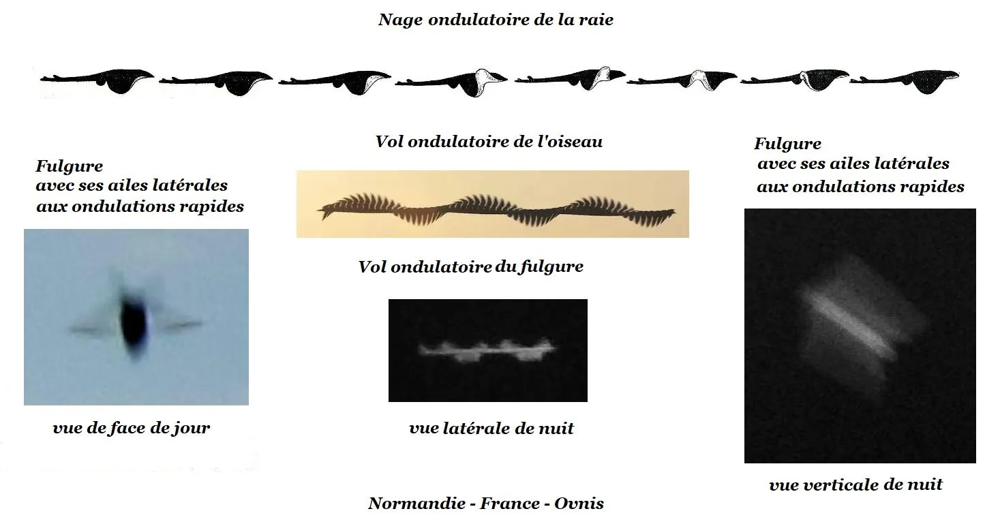 Nage ondulatoire de la raie
Vol ondulatoire de l'oiseau
Fulgure
avec ses ailes latérales
aux ondulations rapides
Fulgure
avec ses ailes latérales
aux ondulations rapides
Vol ondulatoire du fulgure
vue de face de jour
vue latérale de nuit
vue verticale de nuit
Normandie - France - Ovnis